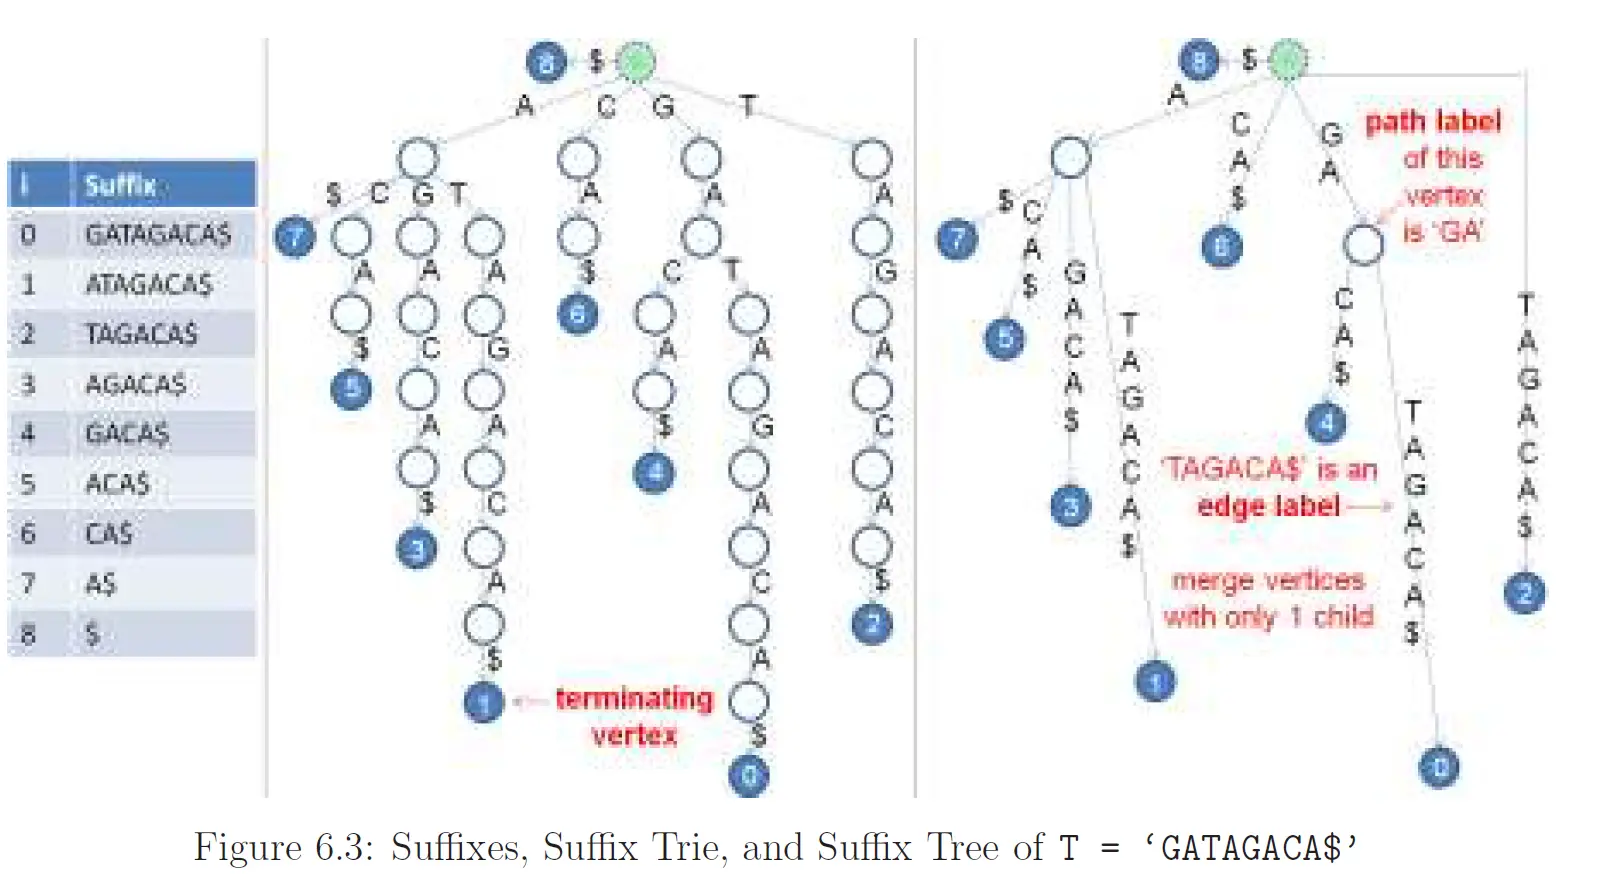 i Suffix
0 GATAGACA$
1 ATAGACA$
2 TAGACA$
3 AGACA$
4 GACA$
5 ACA$
6 CA$
7 A$
8 $
8 $
A C G T
$ C G T
7
A A A A A A
$ C T
6
A G A G
$ C G A A
5
A A A $ G C
4
$ C A A
3
A C $
2
$ A
1
terminating
vertex
$
0
8 $
A
C
A
$
6
G
A
path label
of this
vertex
is 'GA'
$
7
C
A
$
5
G
A
C
A
$
3
T
A
G
A
C
A
$
1
C
A
$
4
'TAGACA$' is an
edge label
merge vertices
with only 1 child
T
A
G
A
C
A
$
0
T
A
G
A
C
A
$
2
Figure 6.3: Suffixes, Suffix Trie, and Suffix Tree of T = ‘GATAGACA$’